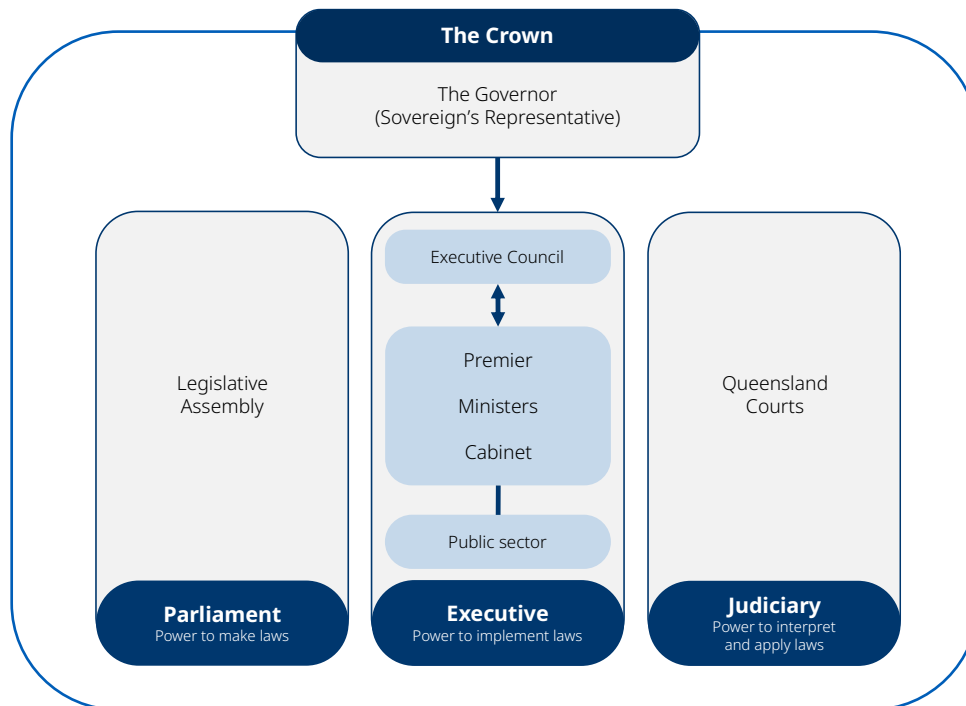 The Crown
The Governor
(Sovereign’s Representative)
Legislative
Assembly
Parliament
Power to make laws
Executive Council
Premier
Ministers
Cabinet
Public sector
Executive
Power to implement laws
Queensland
Courts
Judiciary
Power to interpret
and apply laws